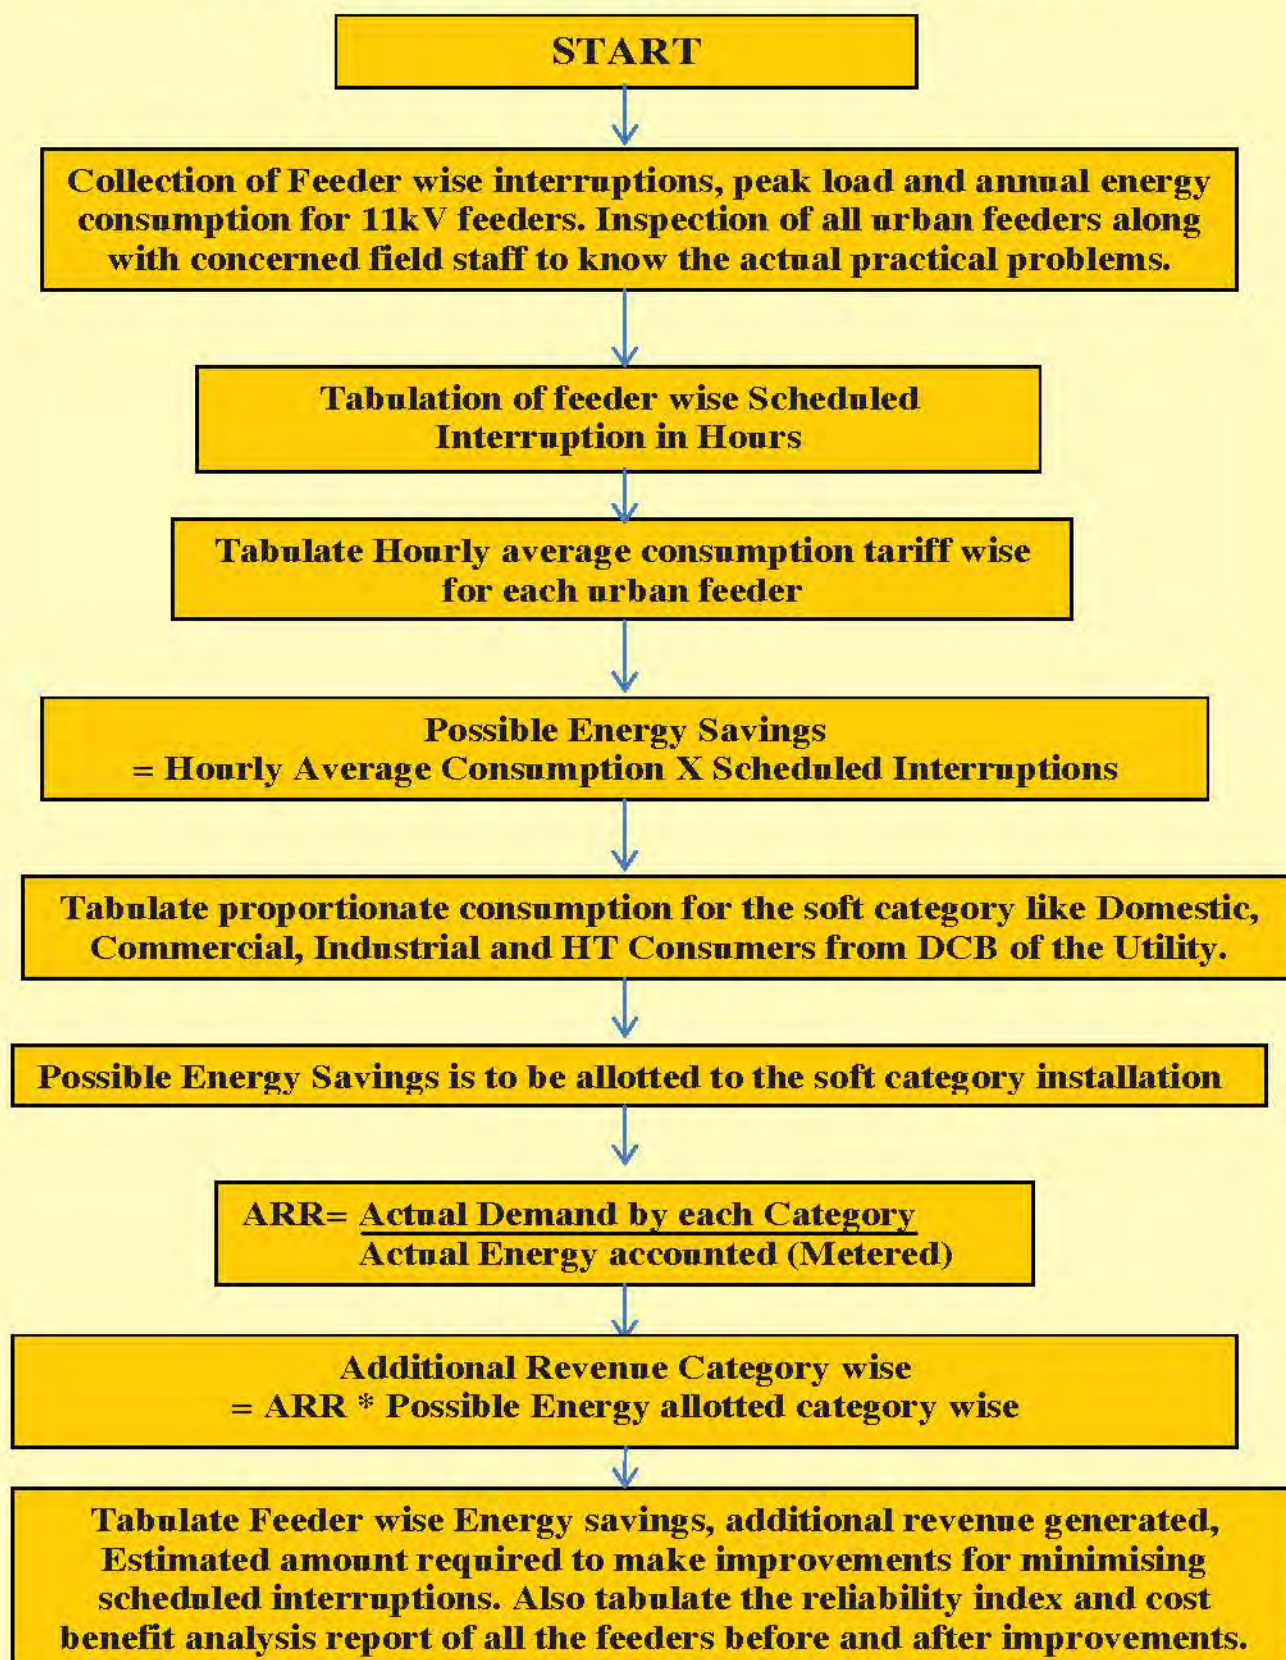 START
Collection of Feeder wise interruptions, peak load and annual energy
consumption for 11kV feeders. Inspection of all urban feeders along
with concerned field staff to know the actual practical problems.
Tabulation of feeder wise Scheduled
Interruption in Hours
Tabulate Hourly average consumption tariff wise
for each urban feeder
Possible Energy Savings
= Hourly Average Consumption X Scheduled Interruptions
Tabulate proportionate consumption for the soft category like Domestic,
Commercial, Industrial and HT Consumers from DCB of the Utility.
Possible Energy Savings is to be allotted to the soft category installation
ARR= Actual Demand by each Category
Actual Energy accounted (Metered)
Additional Revenue Category wise
= ARR * Possible Energy allotted category wise
Tabulate Feeder wise Energy savings, additional revenue generated,
Estimated amount required to make improvements for minimising
scheduled interruptions. Also tabulate the reliability index and cost
benefit analysis report of all the feeders before and after improvements.